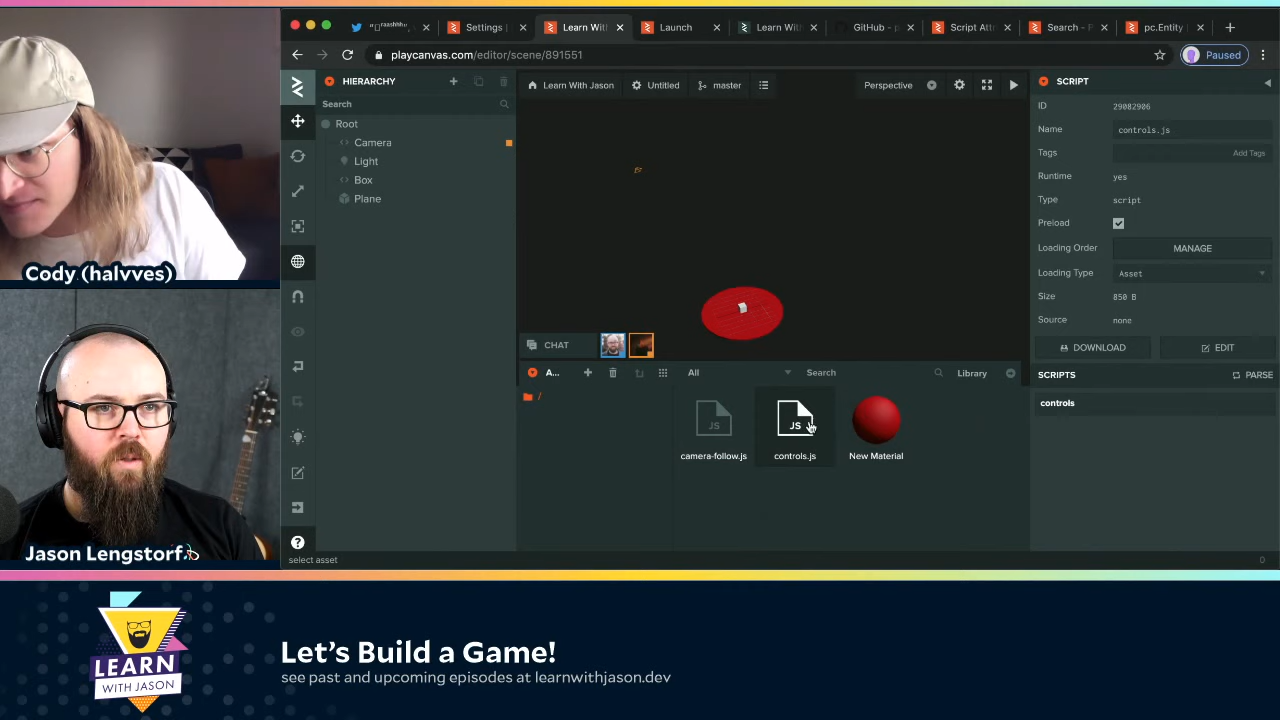 Learn Wit
Settings |
Launch
Learn Wit
GitHub - p
Script Att
Search - P
pc.Entity |
playcanvas.com/editor/scene/891551
Paused
HIERARCHY
Learn With Jason
Untitled
master
Perspective
SCRIPT
Search
ID
29082906
Root
Name
controls.js
Camera
Tags
Add Tags
Light
Runtime
yes
Box
Type
script
Plane
Preload
Loading Order
MANAGE
Loading Type
Asset
Size
850 B
Source
none
CHAT
DOWNLOAD
EDIT
A...
All
Search
Library
SCRIPTS
PARSE
/
controls
JS
JS
camera-follow.js
controls.js
New Material
select asset
0
Cody (halvves)
Jason Lengstorf
LEARN
WITH JASON
Let's Build a Game!
see past and upcoming episodes at learnwithjason.dev